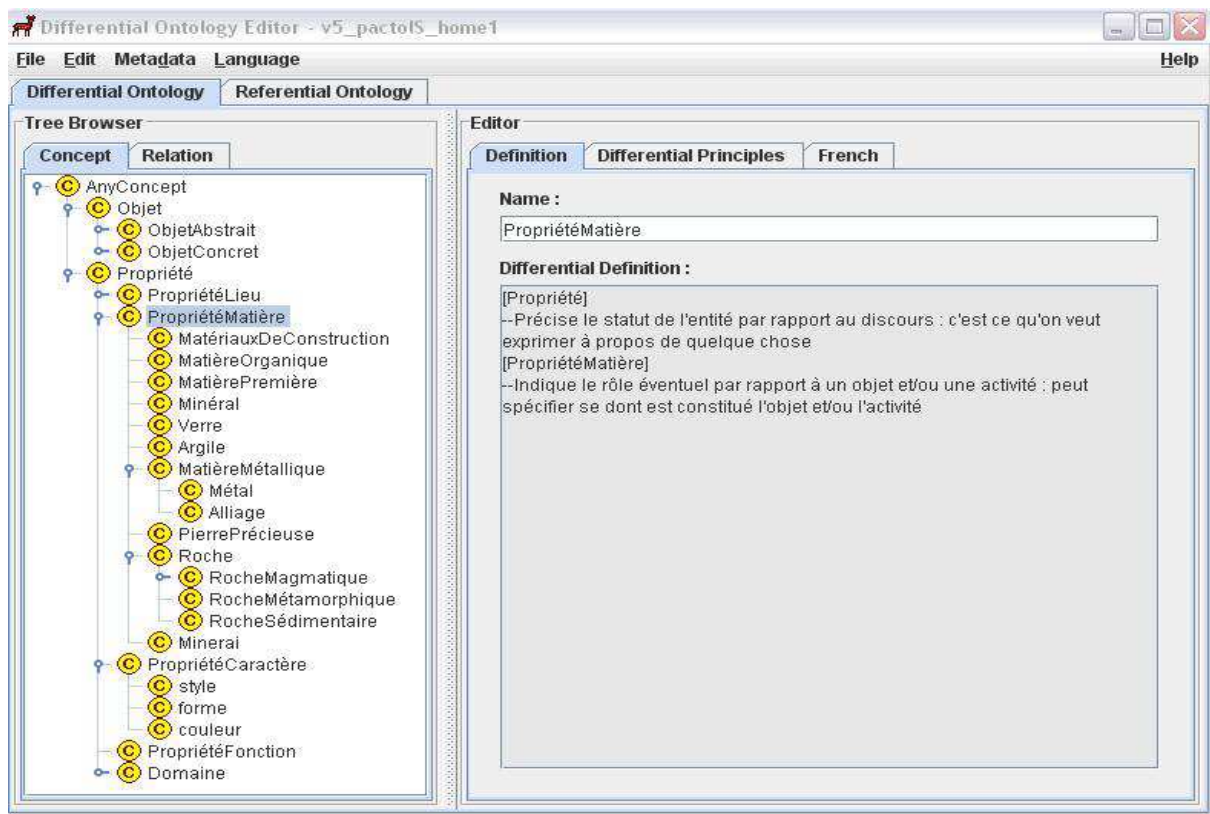 Differential Ontology Editor - v5_pactolS_home1
File Edit Metadata Language Help
Differential Ontology Referential Ontology
Tree Browser
Concept Relation
AnyConcept
Objet
ObjetAbstrait
ObjetConcret
Propriété
PropriétéLieu
PropriétéMatière
MatériauxDeConstruction
MatièreOrganique
MatièrePremière
Minéral
Verre
Argile
MatièreMétallique
Métal
Alliage
PierrePrécieuse
Roche
RocheMagmatique
RocheMétamorphique
RocheSédimentaire
Minerai
PropriétéCaractère
style
forme
couleur
PropriétéFonction
Domaine
Editor
Definition Differential Principles French
Name :
PropriétéMatière
Differential Definition :
[Propriété]
--Précise le statut de l'entité par rapport au discours : c'est ce qu'on veut
exprimer à propos de quelque chose
[PropriétéMatière]
--Indique le rôle éventuel par rapport à un objet et/ou une activité : peut
spécifier se dont est constitué l'objet et/ou l'activité